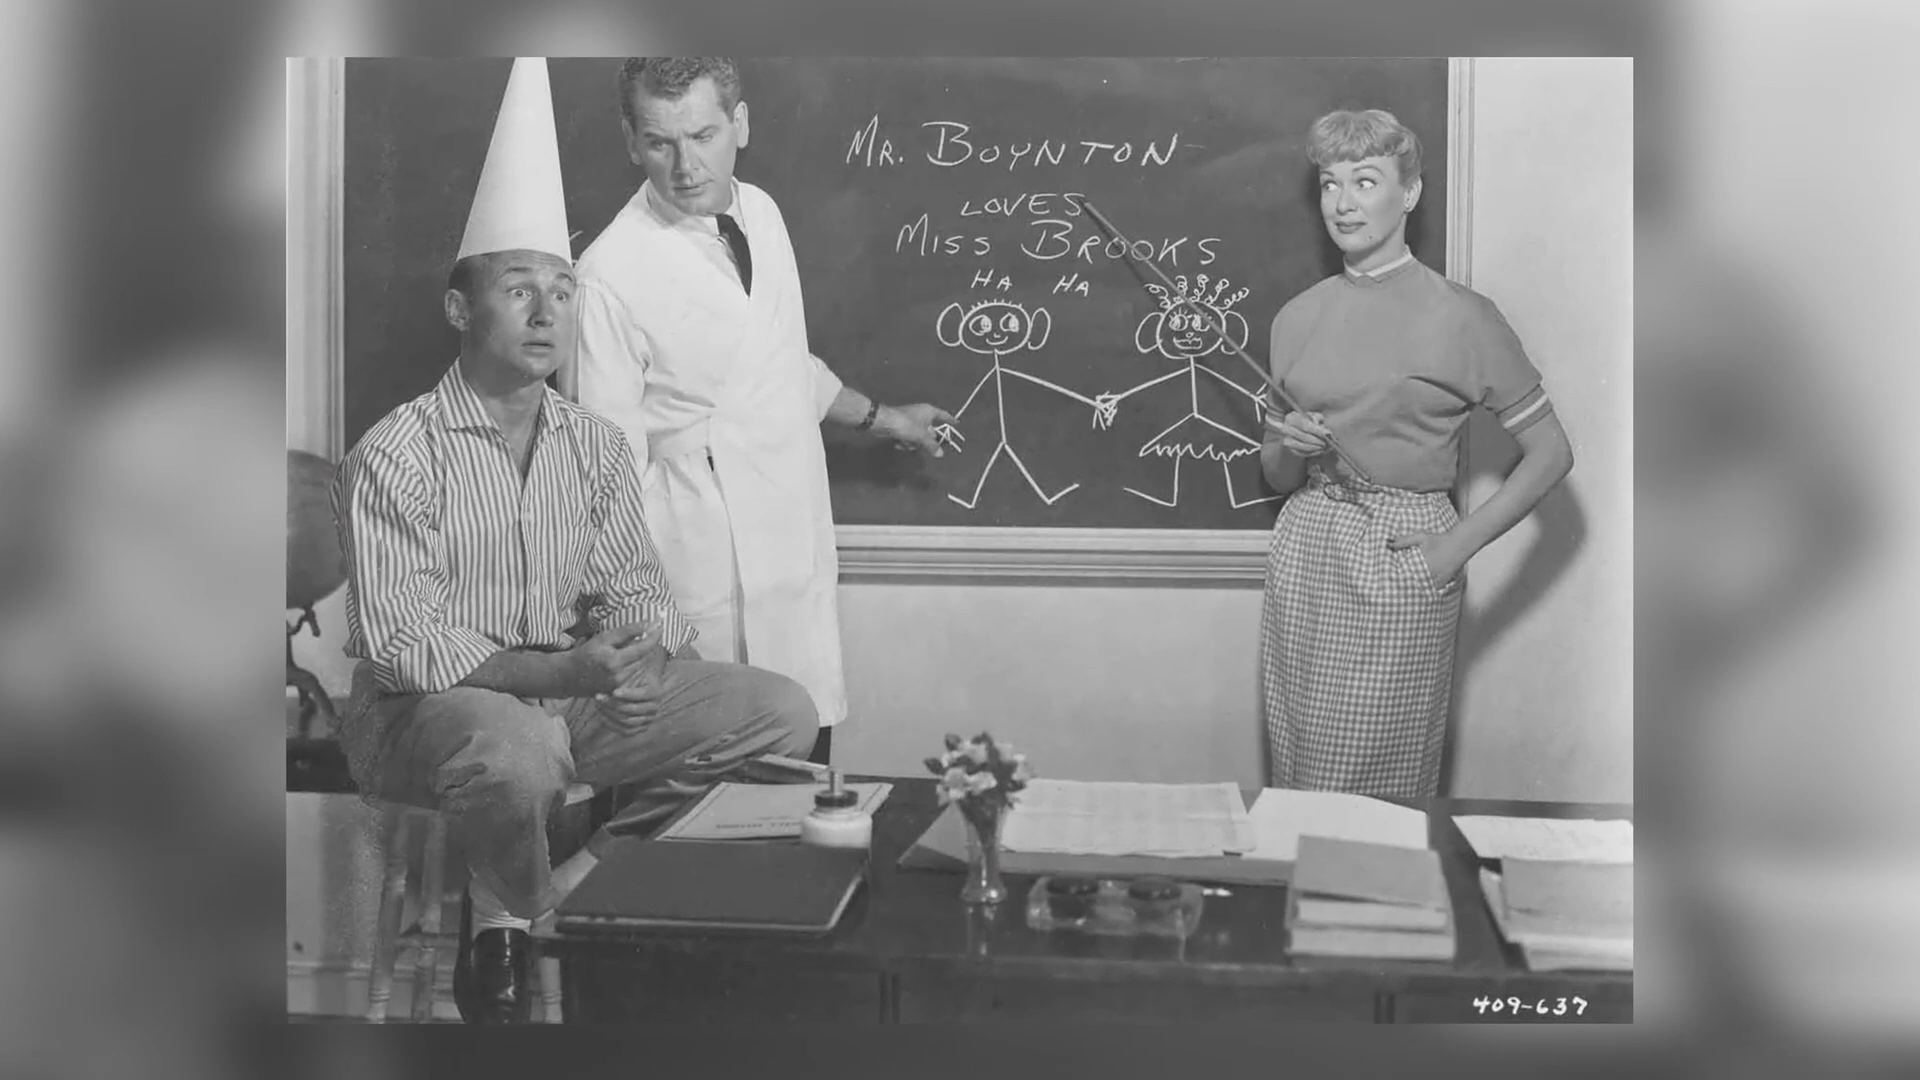 MR. BOYNTON
LOVES
MISS BROOKS
HA HA
409-637